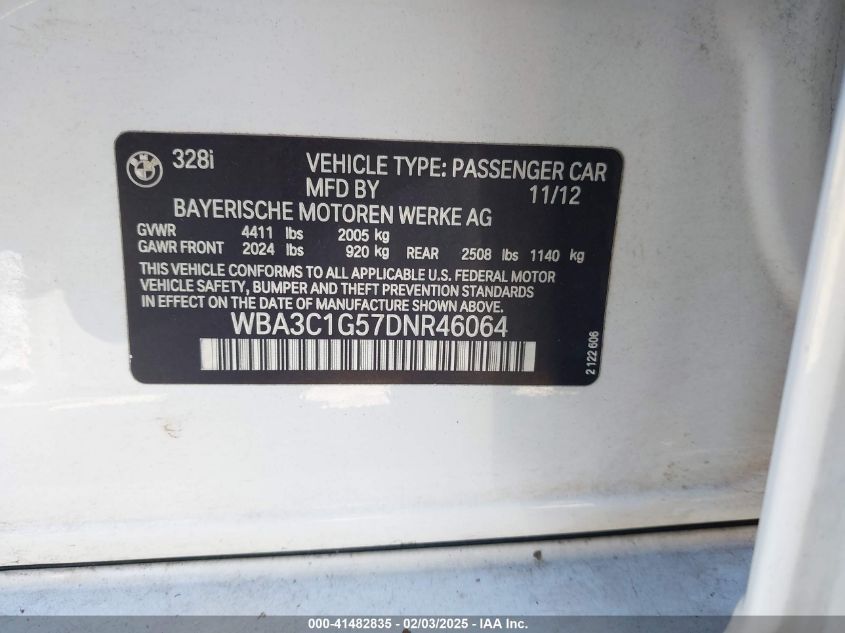 BMW
328i
VEHICLE TYPE: PASSENGER CAR
MFD BY 11/12
BAYERISCHE MOTOREN WERKE AG
GVWR 4411 lbs 2005 kg
GAWR FRONT 2024 lbs 920 kg REAR 2508 lbs 1140 kg
THIS VEHICLE CONFORMS TO ALL APPLICABLE U.S. FEDERAL MOTOR
VEHICLE SAFETY, BUMPER AND THEFT PREVENTION STANDARDS
IN EFFECT ON THE DATE OF MANUFACTURE SHOWN ABOVE.
WBA3C1G57DNR46064
2 122 606
000-41482835 - 02/03/2025 - IAA Inc.